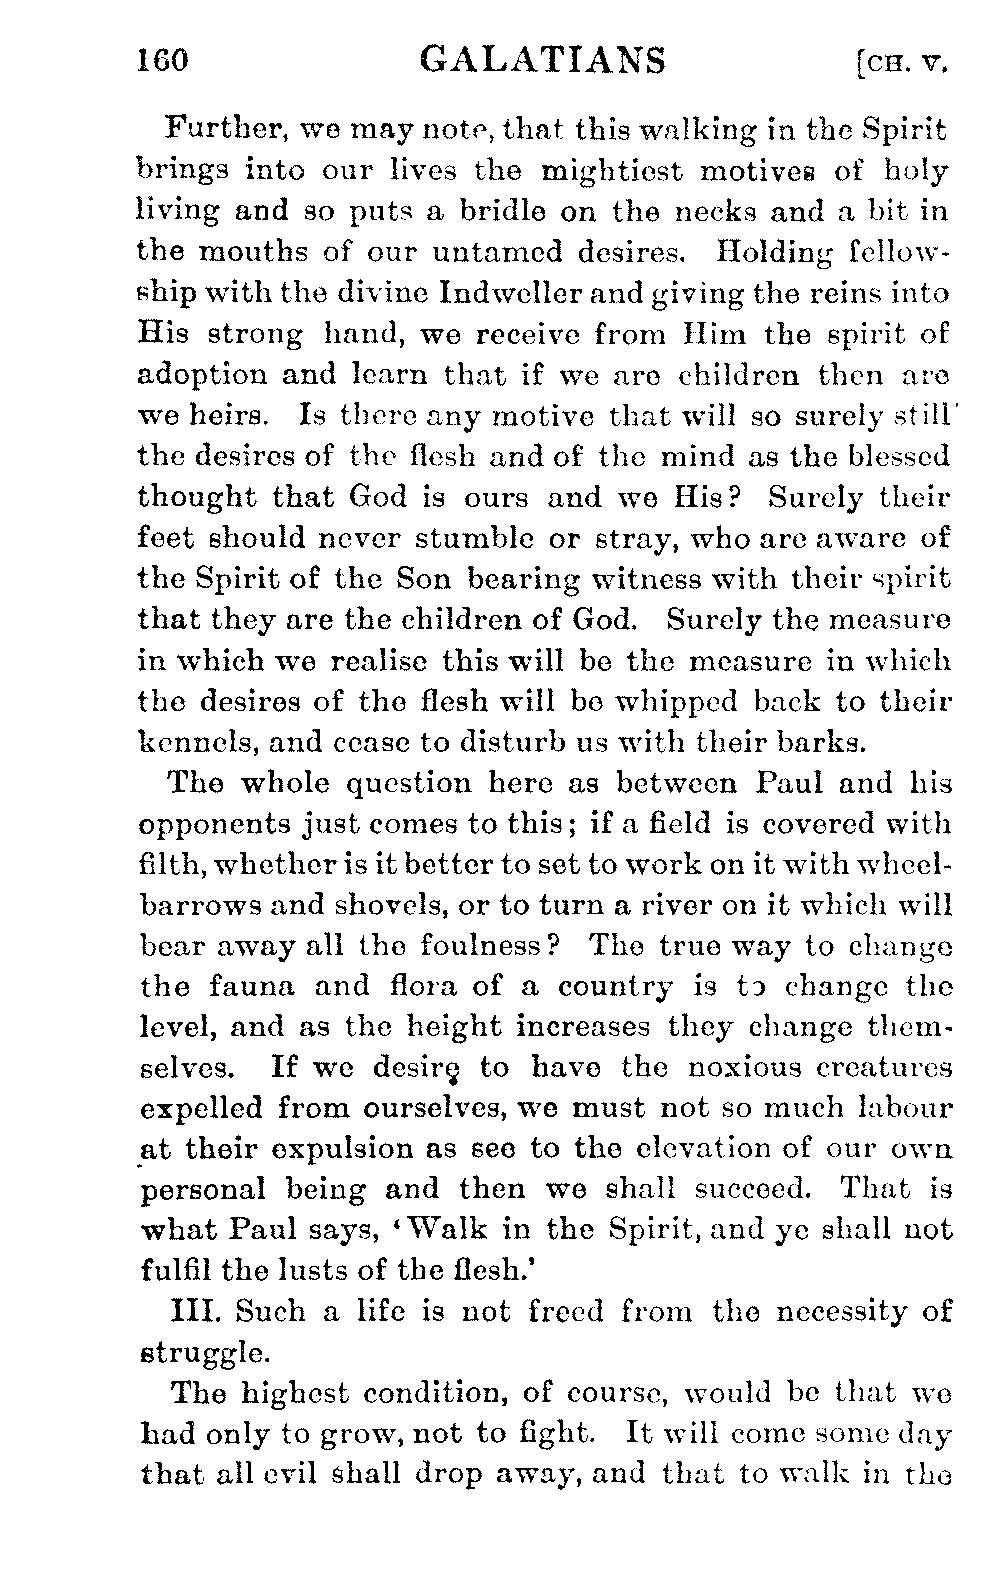 160 GALATIANS [CH. V.
Further, we may note, that this walking in the Spirit
brings into our lives the mightiest motives of holy
living and so puts a bridle on the necks and a bit in
the mouths of our untamed desires. Holding fellow-
ship with the divine Indweller and giving the reins into
His strong hand, we receive from Him the spirit of
adoption and learn that if we are children then are
we heirs. Is there any motive that will so surely still
the desires of the flesh and of the mind as the blessed
thought that God is ours and we His? Surely their
feet should never stumble or stray, who are aware of
the Spirit of the Son bearing witness with their spirit
that they are the children of God. Surely the measure
in which we realise this will be the measure in which
the desires of the flesh will be whipped back to their
kennels, and cease to disturb us with their barks.
The whole question here as between Paul and his
opponents just comes to this; if a field is covered with
filth, whether is it better to set to work on it with wheel-
barrows and shovels, or to turn a river on it which will
bear away all the foulness? The true way to change
the fauna and flora of a country is to change the
level, and as the height increases they change them-
selves. If we desire to have the noxious creatures
expelled from ourselves, we must not so much labour
at their expulsion as see to the elevation of our own
personal being and then we shall succeed. That is
what Paul says, ‘Walk in the Spirit, and ye shall not
fulfil the lusts of the flesh.’
III. Such a life is not freed from the necessity of
struggle.
The highest condition, of course, would be that we
had only to grow, not to fight. It will come some day
that all evil shall drop away, and that to walk in the